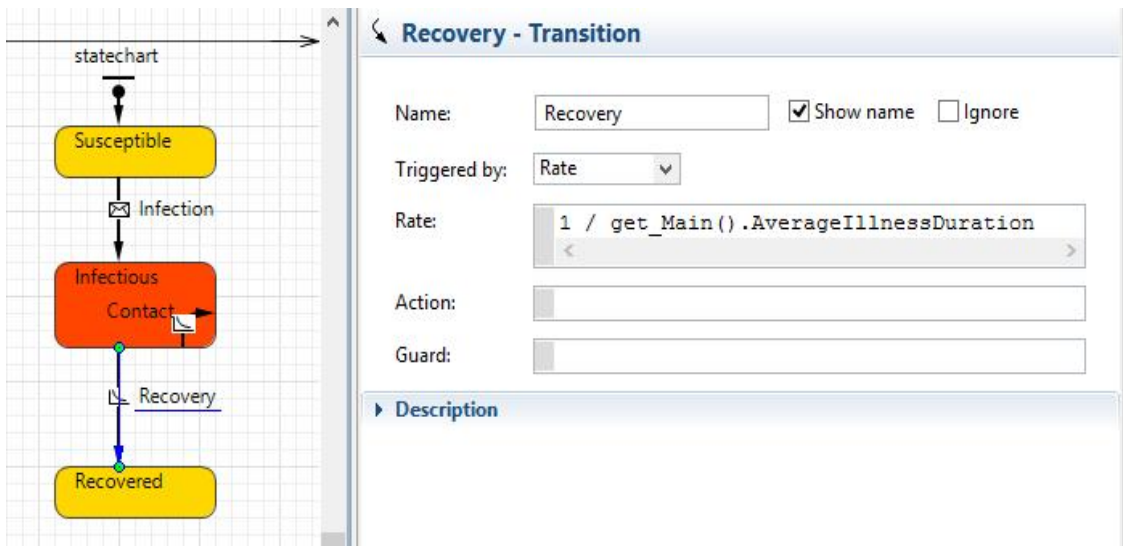 statechart
Susceptible
Infection
Infectious
Contact
Recovery
Recovered
Recovery - Transition
Name: Recovery Show name Ignore
Triggered by: Rate
Rate: 1 / get_Main().AverageIllnessDuration
Action:
Guard:
Description